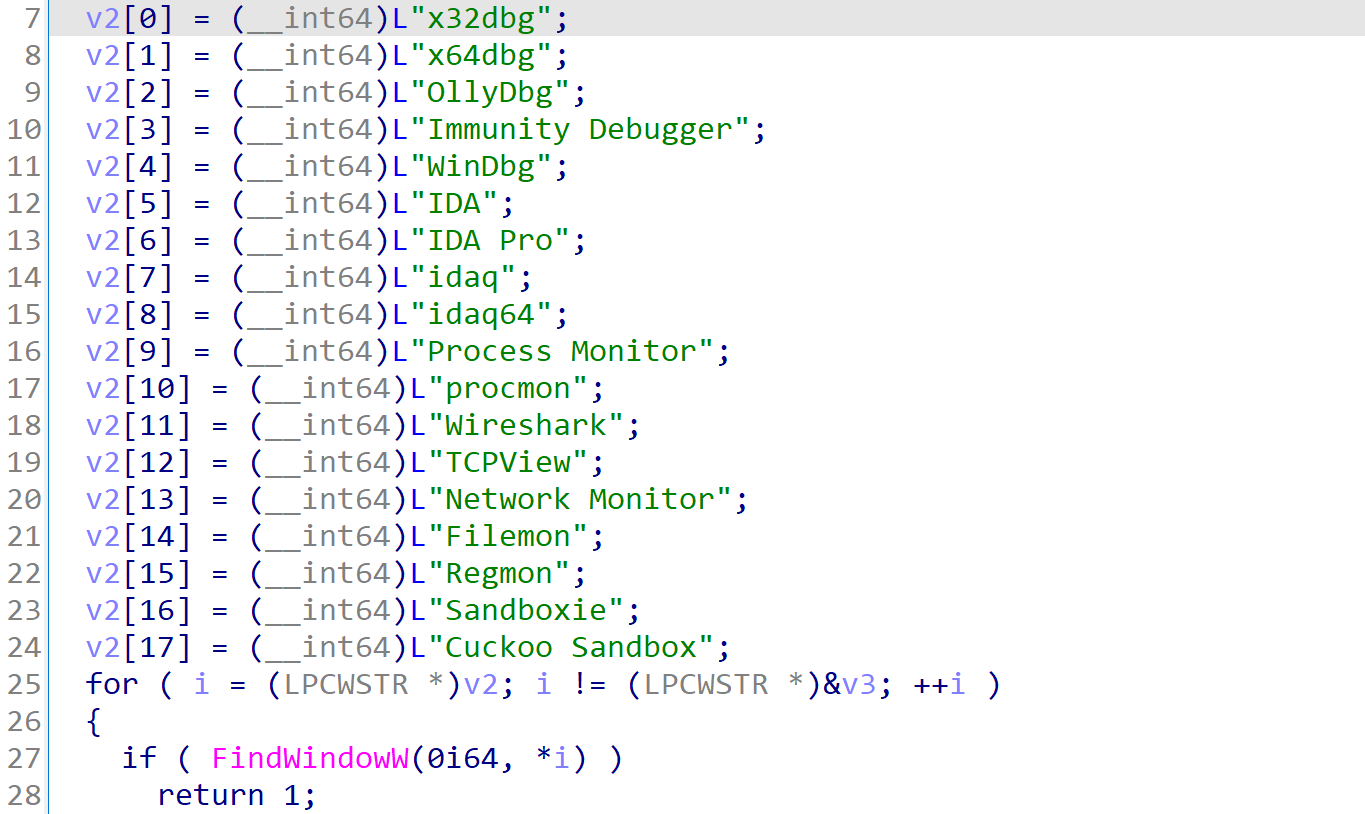 7 v2[0] = (__int64)L"x32dbg";
8 v2[1] = (__int64)L"x64dbg";
9 v2[2] = (__int64)L"OllyDbg";
10 v2[3] = (__int64)L"Immunity Debugger";
11 v2[4] = (__int64)L"WinDbg";
12 v2[5] = (__int64)L"IDA";
13 v2[6] = (__int64)L"IDA Pro";
14 v2[7] = (__int64)L"idaq";
15 v2[8] = (__int64)L"idaq64";
16 v2[9] = (__int64)L"Process Monitor";
17 v2[10] = (__int64)L"procmon";
18 v2[11] = (__int64)L"Wireshark";
19 v2[12] = (__int64)L"TCPView";
20 v2[13] = (__int64)L"Network Monitor";
21 v2[14] = (__int64)L"Filemon";
22 v2[15] = (__int64)L"Regmon";
23 v2[16] = (__int64)L"Sandboxie";
24 v2[17] = (__int64)L"Cuckoo Sandbox";
25 for ( i = (LPCWSTR *)v2; i != (LPCWSTR *)&v3; ++i )
26 {
27 if ( FindWindowW(0i64, *i) )
28 return 1;